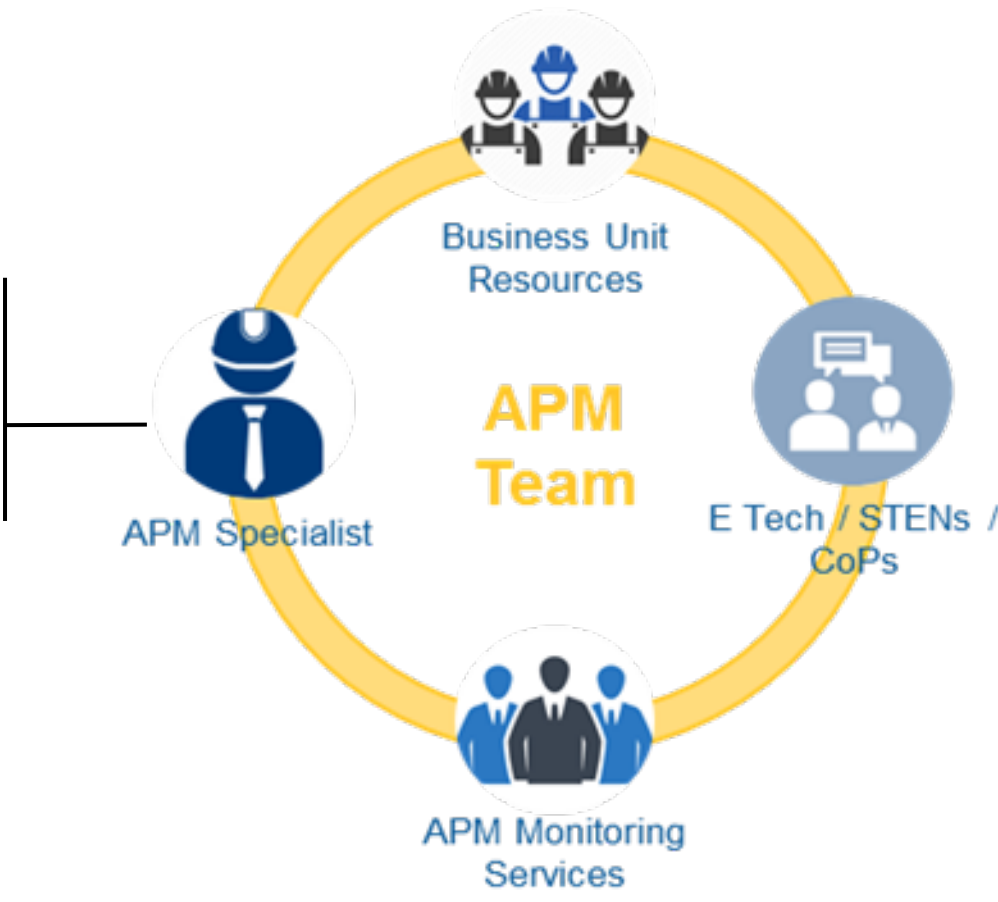 Business Unit
Resources
APM
Team
APM Specialist
E Tech / STENs /
CoPs
APM Monitoring
Services